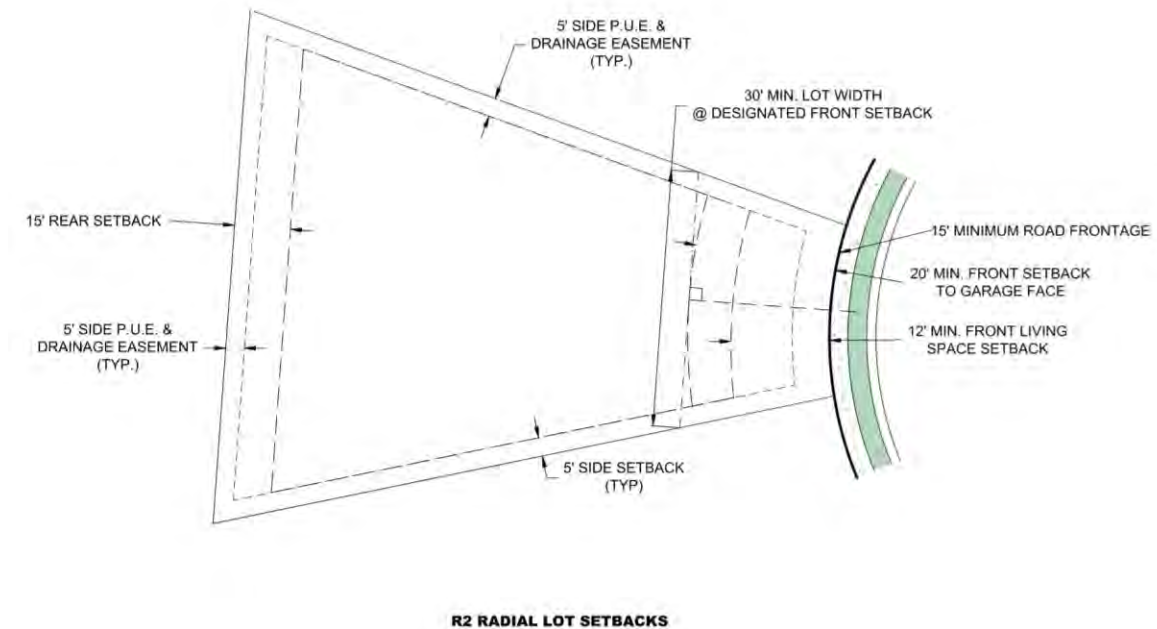 5' SIDE P.U.E. &
DRAINAGE EASEMENT
(TYP.)
30' MIN. LOT WIDTH
@ DESIGNATED FRONT SETBACK
15' REAR SETBACK
15' MINIMUM ROAD FRONTAGE
20' MIN. FRONT SETBACK
TO GARAGE FACE
5' SIDE P.U.E. &
DRAINAGE EASEMENT
(TYP.)
12' MIN. FRONT LIVING
SPACE SETBACK
5' SIDE SETBACK
(TYP)
R2 RADIAL LOT SETBACKS